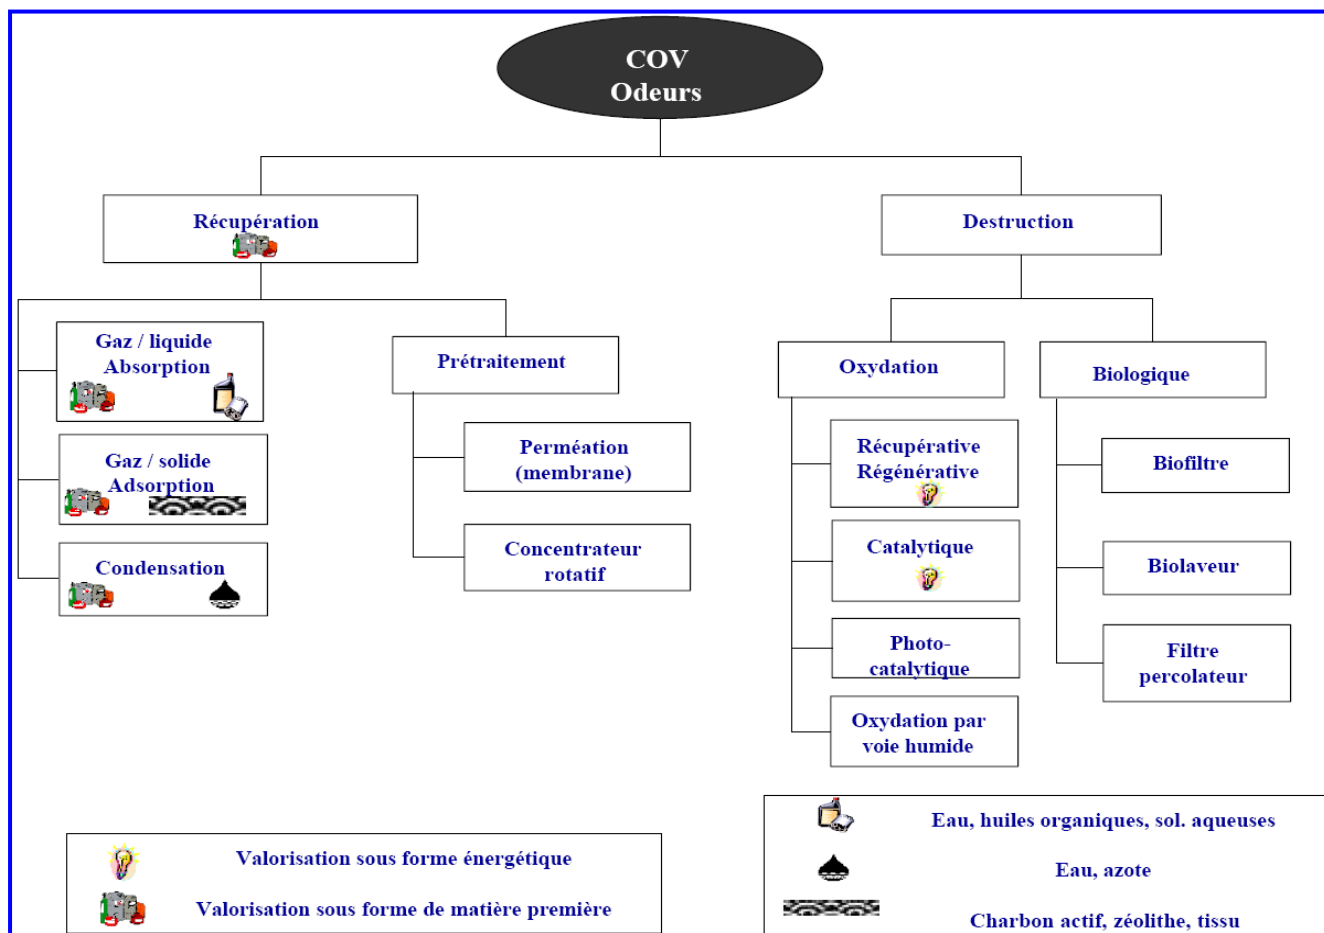 COV
Odeurs
Récupération
Destruction
Gaz / liquide
Absorption
Prétraitement
Oxydation
Biologique
Gaz / solide
Adsorption
Perméation
(membrane)
Récupérative
Régénérative
Biofiltre
Condensation
Concentrateur
rotatif
Catalytique
Biolaveur
Photo-
catalytique
Filtre
percolateur
Oxydation par
voie humide
Valorisation sous forme énergétique
Valorisation sous forme de matière première
Eau, huiles organiques, sol. aqueuses
Eau, azote
Charbon actif, zéolithe, tissu